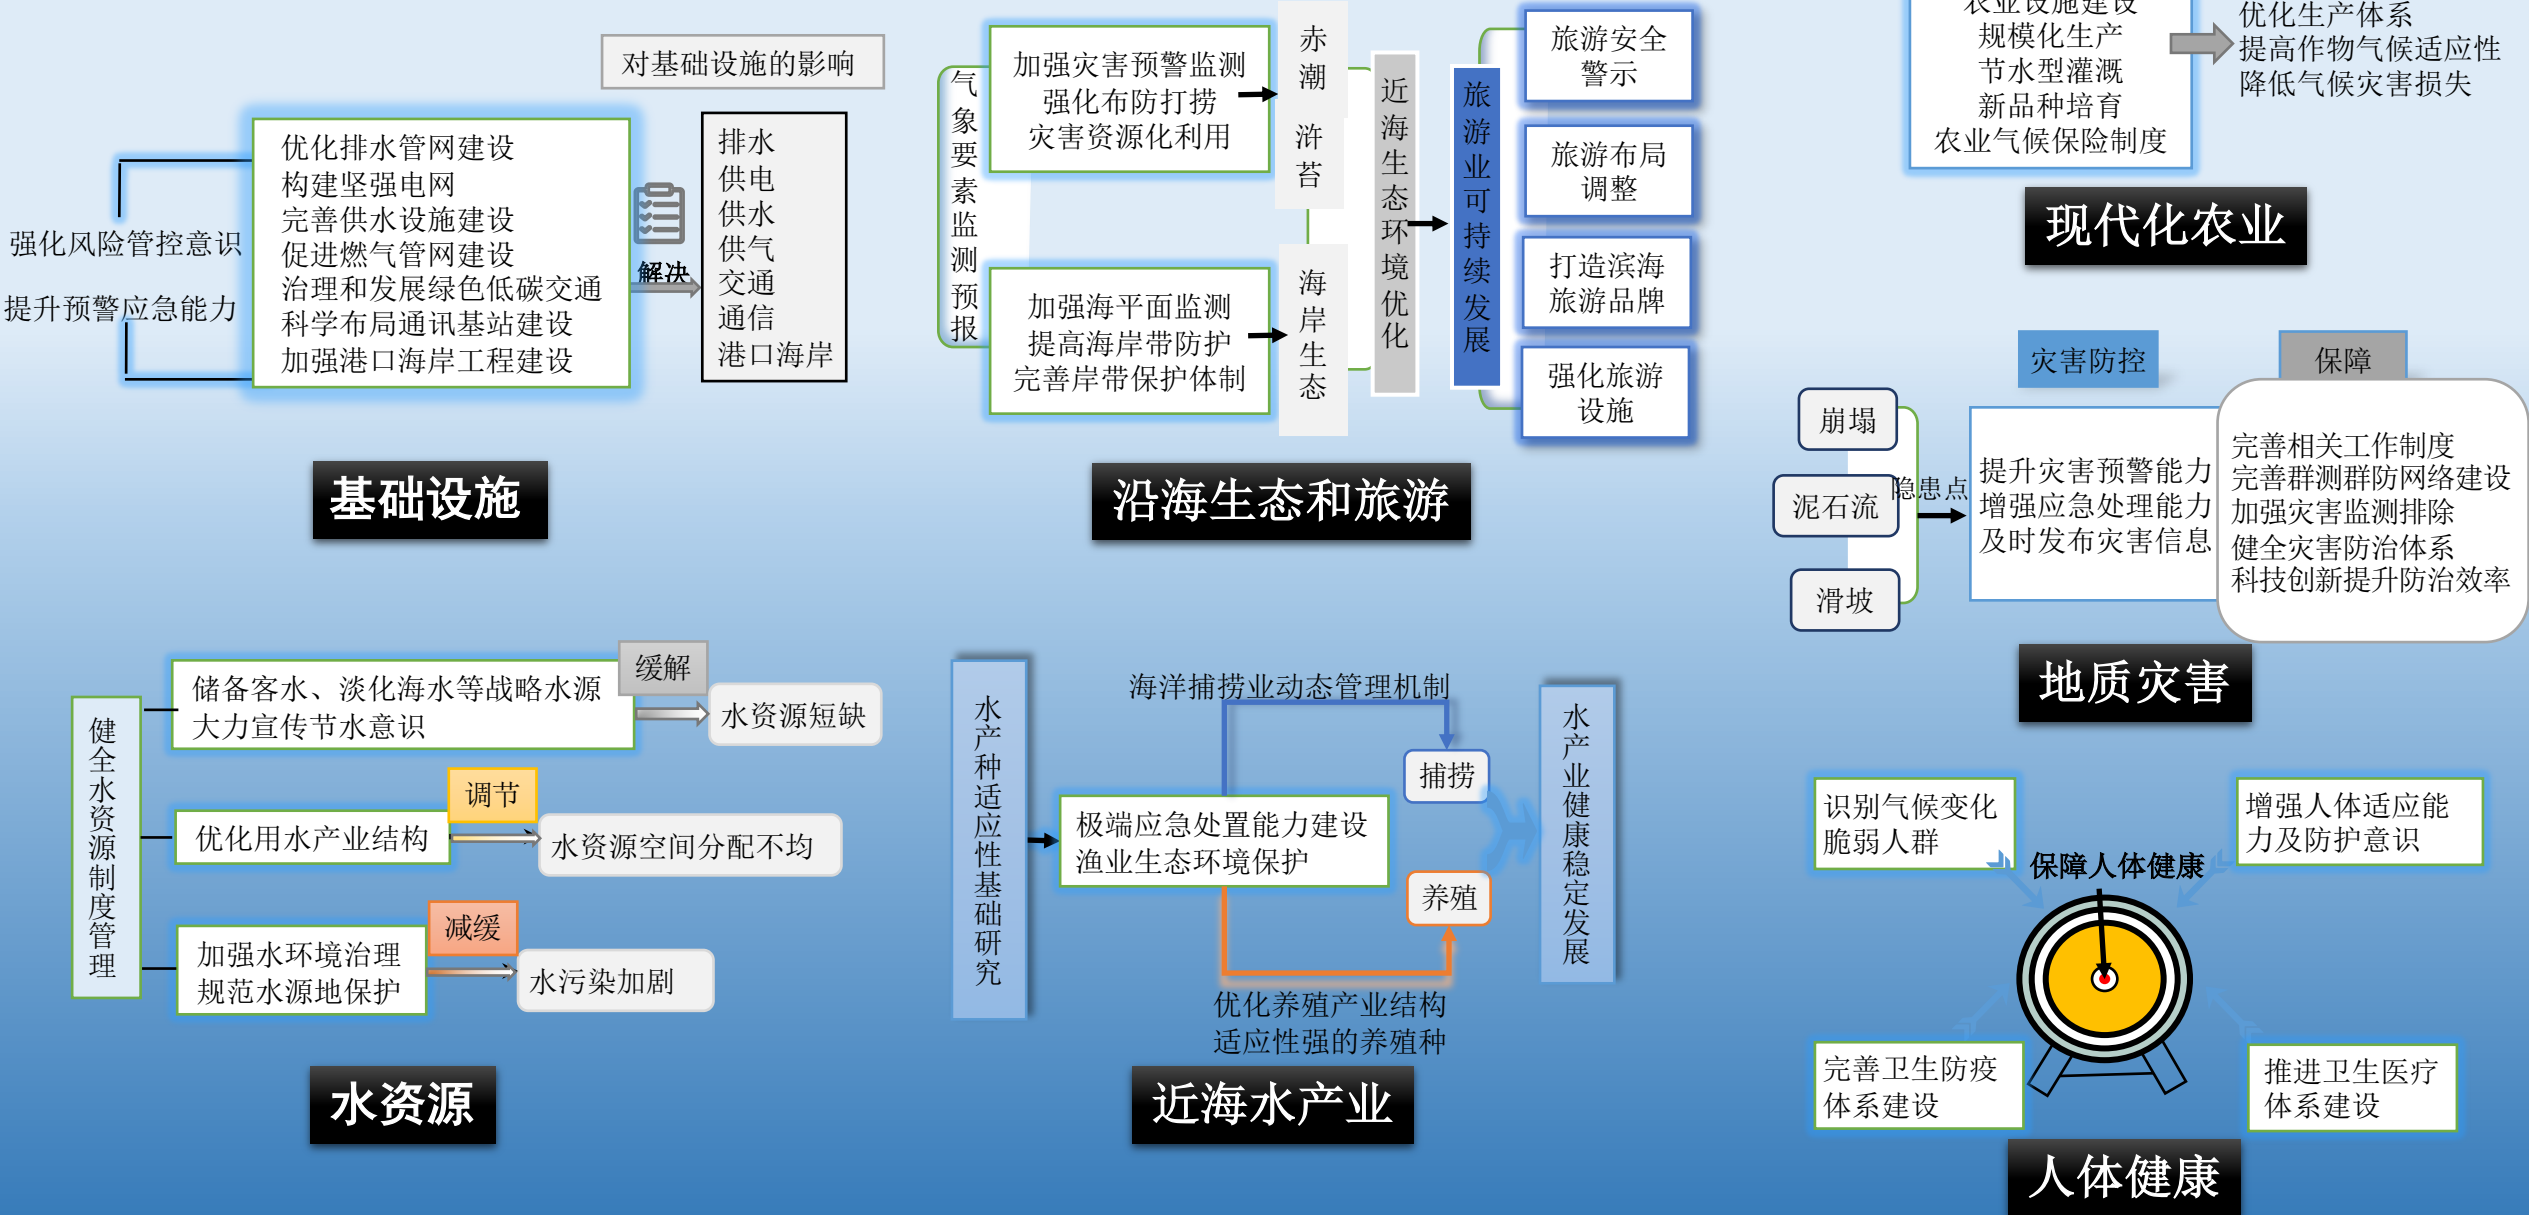 对基础设施的影响
强化风险管控意识
提升预警应急能力
优化排水管网建设
构建坚强电网
完善供水设施建设
促进燃气管网建设
治理和发展绿色低碳交通
科学布局通讯基站建设
加强港口海岸工程建设
解决
排水
供电
供水
供气
交通
通信
港口海岸
基础设施
气象要素监测预报
加强灾害预警监测
强化布防打捞
灾害资源化利用
加强海平面监测
提高海岸带防护
完善岸带保护体制
赤潮
浒苔
海岸生态
近海生态环境优化
旅游业可持续发展
旅游安全
警示
旅游布局
调整
打造滨海
旅游品牌
强化旅游
设施
沿海生态和旅游
农业设施建设
规模化生产
节水型灌溉
新品种培育
农业气候保险制度
优化生产体系
提高作物气候适应性
降低气候灾害损失
现代化农业
灾害防控
保障
崩塌
泥石流
滑坡
隐患点
提升灾害预警能力
增强应急处理能力
及时发布灾害信息
完善相关工作制度
完善群测群防网络建设
加强灾害监测排除
健全灾害防治体系
科技创新提升防治效率
地质灾害
健全水资源制度管理
储备客水、淡化海水等战略水源
大力宣传节水意识
缓解
水资源短缺
优化用水产业结构
调节
水资源空间分配不均
加强水环境治理
规范水源地保护
减缓
水污染加剧
水资源
水产种适应性基础研究
海洋捕捞业动态管理机制
极端应急处置能力建设
渔业生态环境保护
捕捞
养殖
优化养殖产业结构
适应性强的养殖种
水产业健康稳定发展
近海水产业
识别气候变化
脆弱人群
增强人体适应能
力及防护意识
保障人体健康
完善卫生防疫
体系建设
推进卫生医疗
体系建设
人体健康